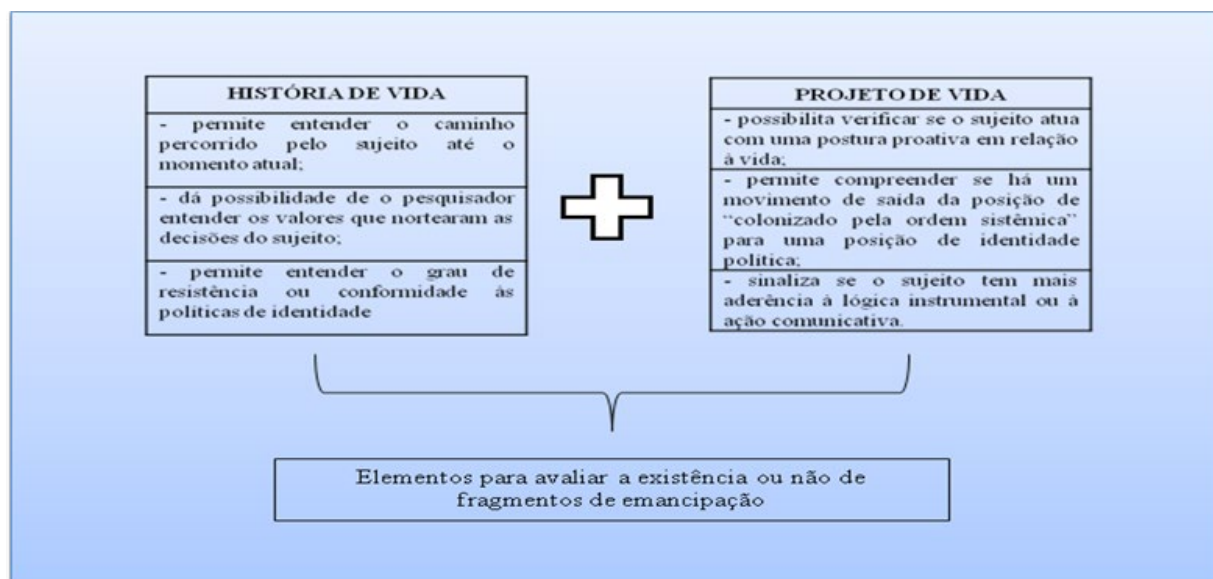 HISTÓRIA DE VIDA
- permite entender o caminho
percorrido pelo sujeito até o
momento atual;
- dá possibilidade de o pesquisador
entender os valores que nortearam as
decisões do sujeito;
- permite entender o grau de
resistência ou conformidade às
políticas de identidade
PROJETO DE VIDA
- possibilita verificar se o sujeito atua
com uma postura proativa em relação
à vida;
- permite compreender se há um
movimento de saída da posição de
“colonizado pela ordem sistêmica”
para uma posição de identidade
política;
- sinaliza se o sujeito tem mais
aderência à lógica instrumental ou à
ação comunicativa.
Elementos para avaliar a existência ou não de
fragmentos de emancipação